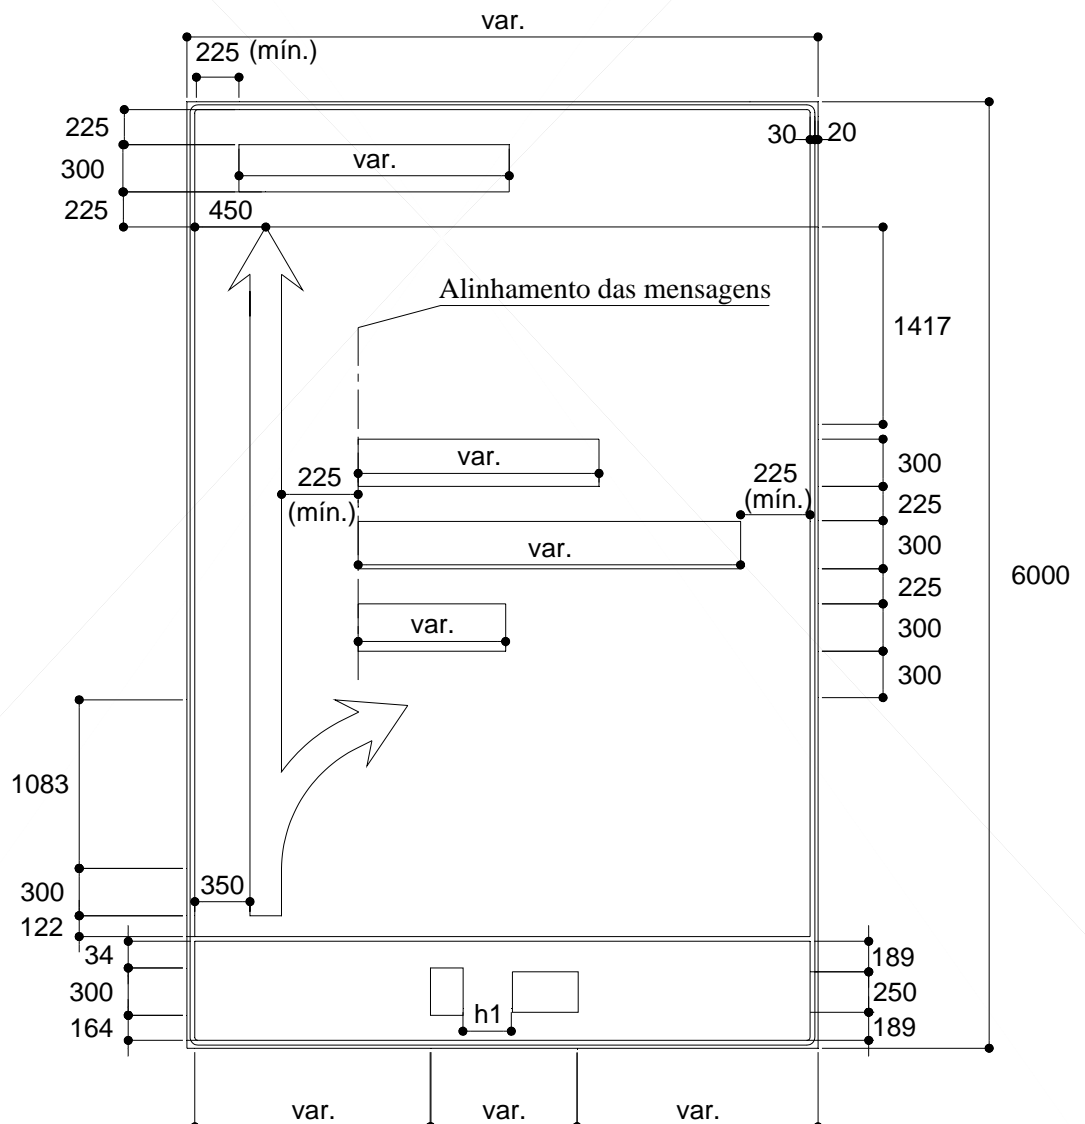 var.
225 (mín.)
225
30
20
var.
300
225
450
Alinhamento das mensagens
1417
var.
300
225
(mín.)
225
(mín.)
225
var.
300
6000
225
var.
300
300
1083
350
300
122
34
189
300
250
h1
164
189
var.
var.
var.